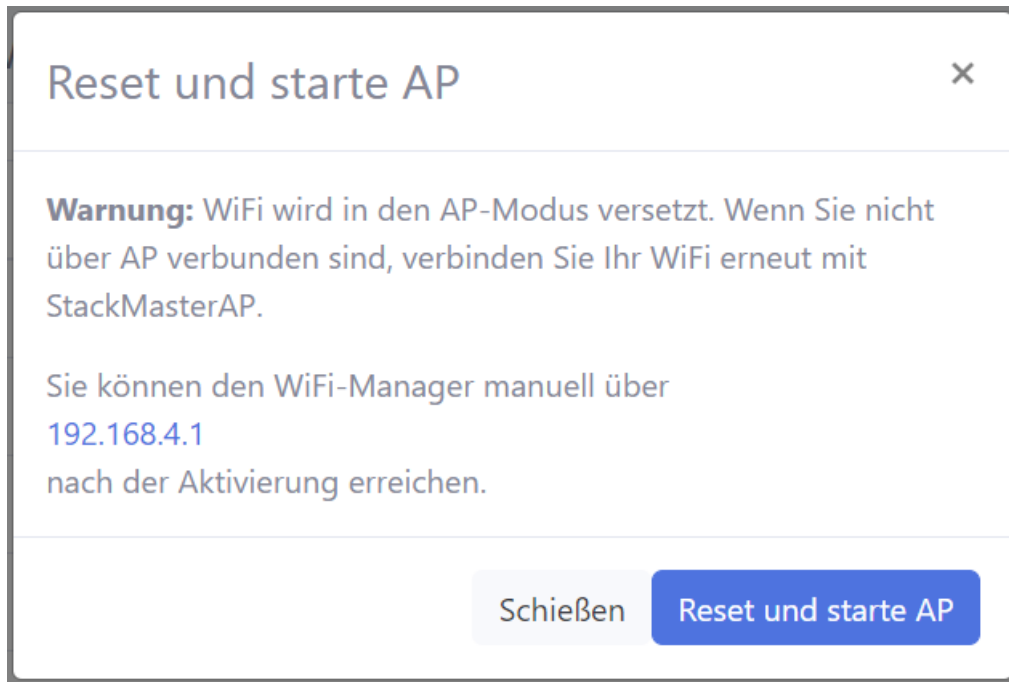 Reset und starte AP
×
Warnung: WiFi wird in den AP-Modus versetzt. Wenn Sie nicht
über AP verbunden sind, verbinden Sie Ihr WiFi erneut mit
StackMasterAP.
Sie können den WiFi-Manager manuell über
192.168.4.1
nach der Aktivierung erreichen.
Schießen
Reset und starte AP